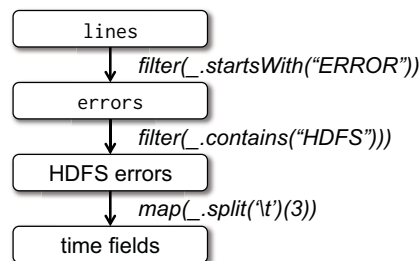 lines
filter(_.startsWith(“ERROR”))
errors
filter(_.contains(“HDFS”)))
HDFS errors
map(_.split(‘\t’)(3))
time fields